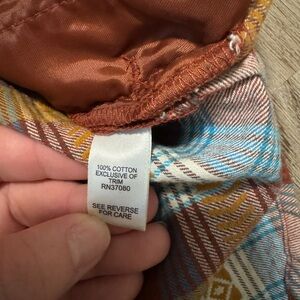 100% COTTON
EXCLUSIVE OF
TRIM
RN37080
SEE REVERSE
FOR CARE